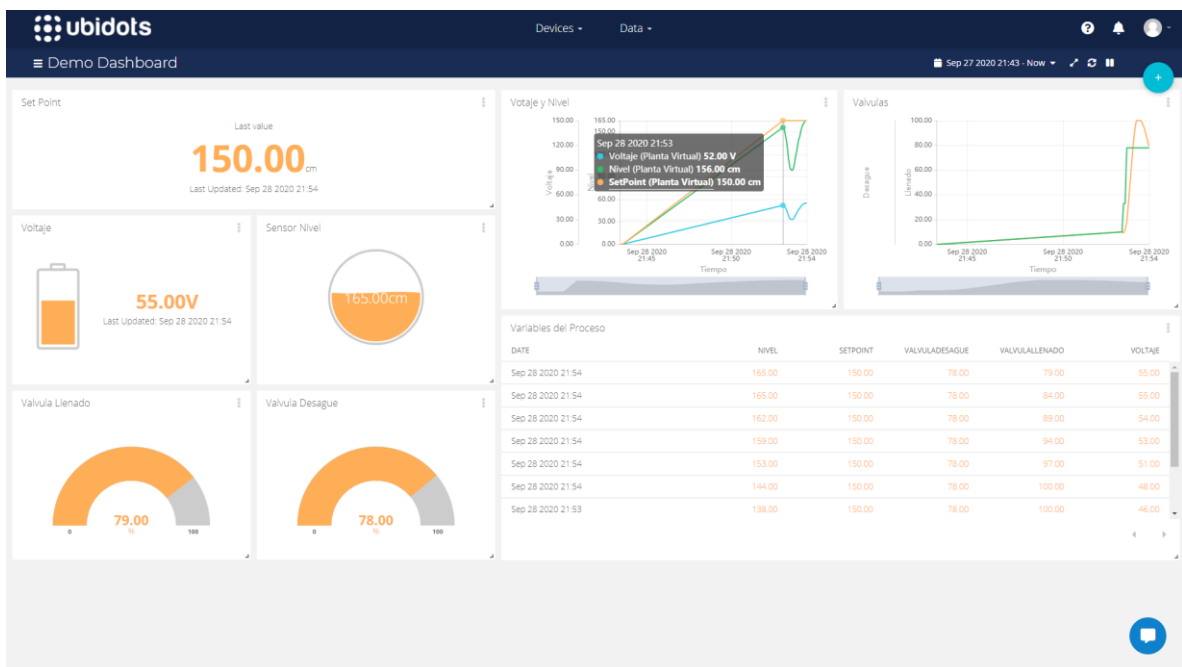 ubidots
Devices
Data
Demo Dashboard
Sep 27 2020 21:43 - Now
Set Point
Last value
150.00 cm
Last Updated: Sep 28 2020 21:54
Voltaje
55.00V
Last Updated: Sep 28 2020 21:54
Sensor Nivel
165.00cm
Valvula Llenado
79.00
%
0
100
Valvula Desague
78.00
%
0
100
Votaje y Nivel
150.00
120.00
90.00
60.00
30.00
0.00
Voltaje
165.00
150.00
60.00
30.00
0.00
Sep 28 2020 21:53
Voltaje (Planta Virtual) 52.00 V
Nivel (Planta Virtual) 156.00 cm
SetPoint (Planta Virtual) 150.00 cm
Sep 28 2020
21:45
Sep 28 2020
21:50
Sep 28 2020
21:54
Tiempo
Valvulas
Desague
Llenado
100.00
80.00
60.00
40.00
20.00
0.00
Sep 28 2020
21:45
Sep 28 2020
21:50
Sep 28 2020
21:54
Tiempo
Variables del Proceso
DATE NIVEL SETPOINT VALVULADESAGUE VALVULALLENADO VOLTAJE
Sep 28 2020 21:54 165.00 150.00 78.00 79.00 55.00
Sep 28 2020 21:54 165.00 150.00 78.00 84.00 55.00
Sep 28 2020 21:54 162.00 150.00 78.00 89.00 54.00
Sep 28 2020 21:54 159.00 150.00 78.00 94.00 53.00
Sep 28 2020 21:54 153.00 150.00 78.00 97.00 51.00
Sep 28 2020 21:54 144.00 150.00 78.00 100.00 48.00
Sep 28 2020 21:53 138.00 150.00 78.00 100.00 46.00